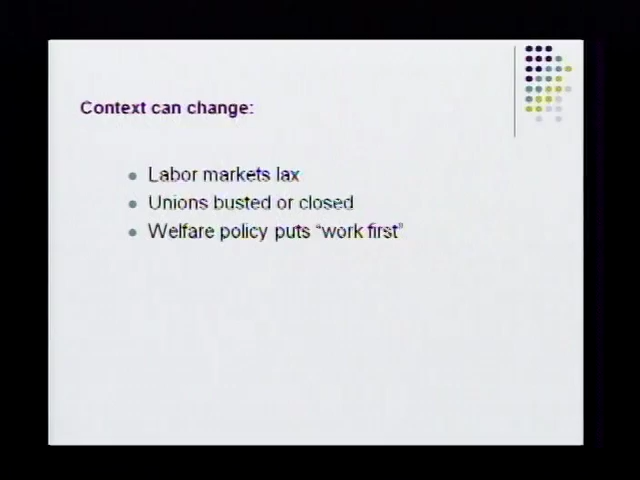 Context can change:
Labor markets lax
Unions busted or closed
Welfare policy puts “work first”